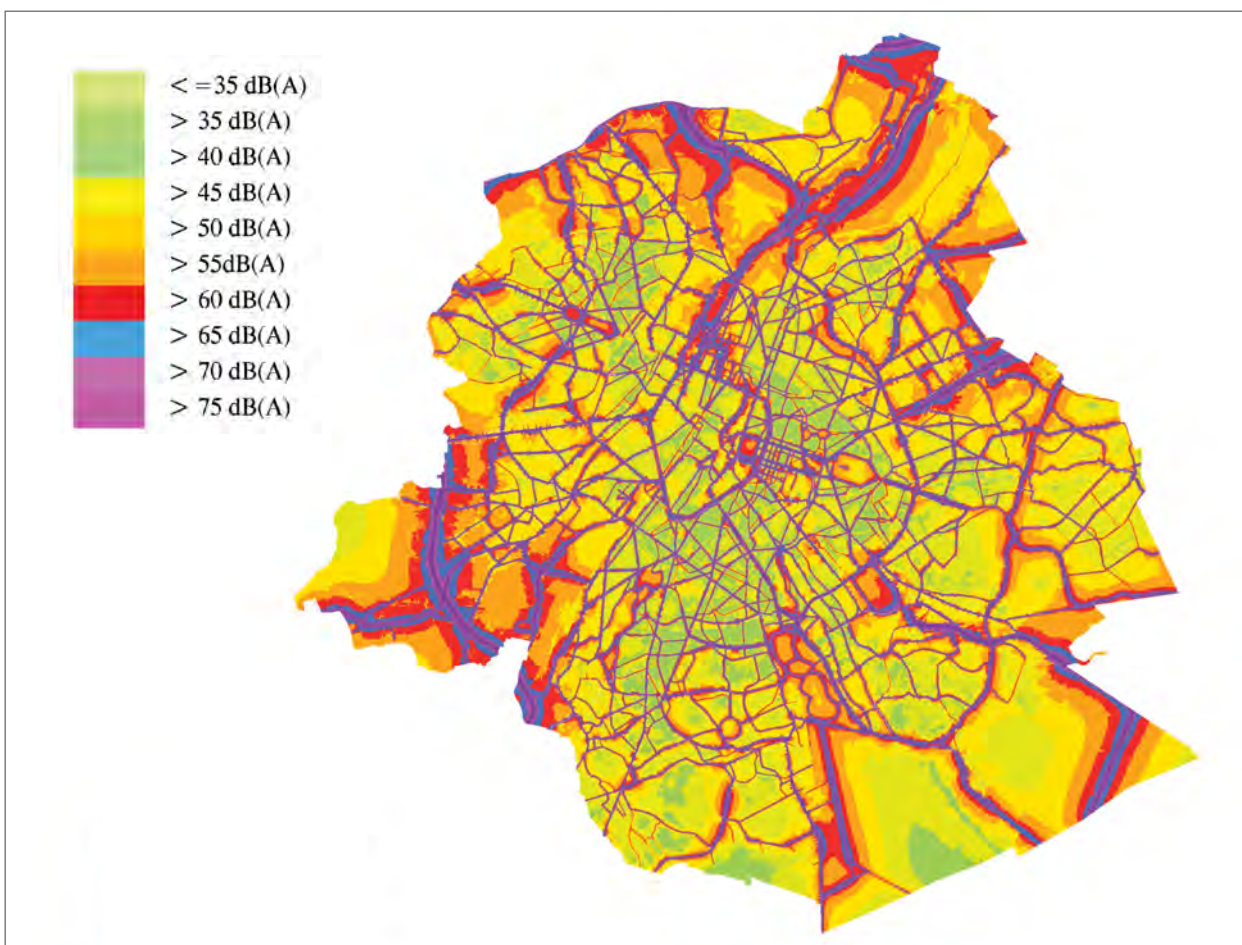 < =35 dB(A)
> 35 dB(A)
> 40 dB(A)
> 45 dB(A)
> 50 dB(A)
> 55dB(A)
> 60 dB(A)
> 65 dB(A)
> 70 dB(A)
> 75 dB(A)